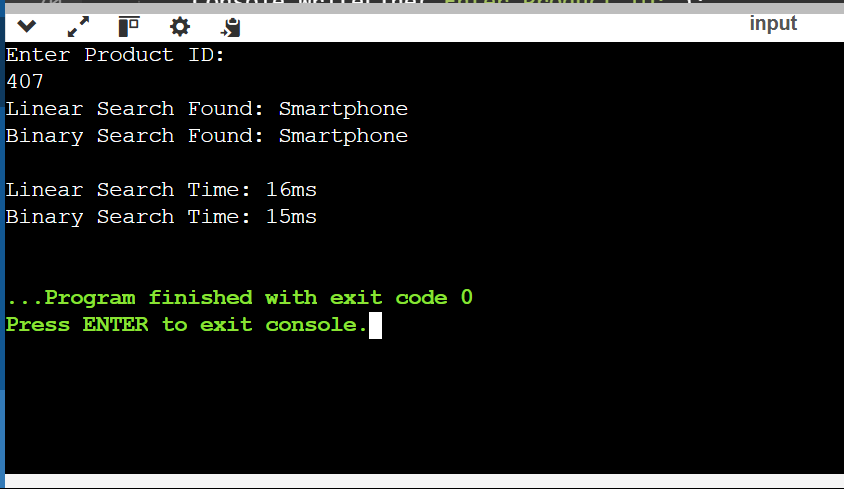 input
Enter Product ID:
407
Linear Search Found: Smartphone
Binary Search Found: Smartphone
Linear Search Time: 16ms
Binary Search Time: 15ms
...Program finished with exit code 0
Press ENTER to exit console.